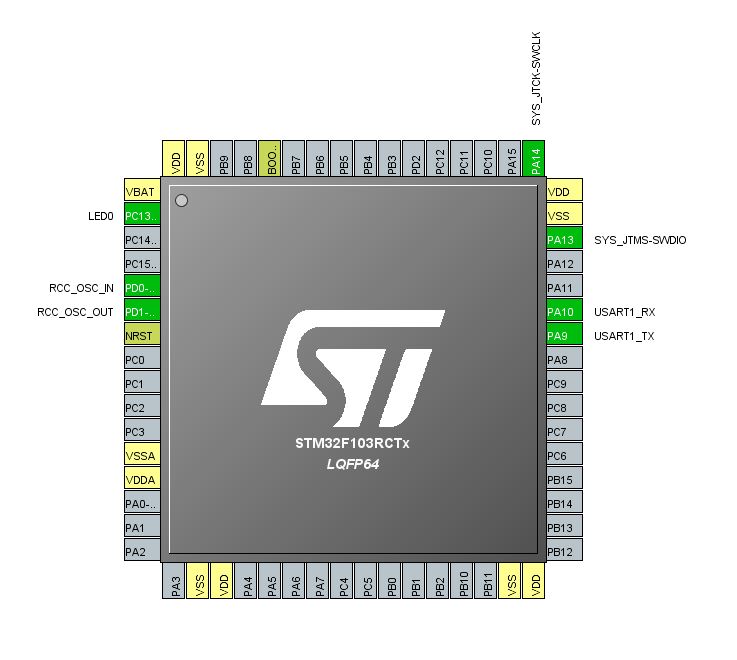 SYS_JTCK-SWCLK
VDD
VSS
PB9
PB8
BOO..
PB7
PB6
PB5
PB4
PB3
PD2
PC12
PC11
PC10
PA15
PA14
VBAT
LED0 PC13..
PC14..
PC15..
RCC_OSC_IN PD0-..
RCC_OSC_OUT PD1-..
NRST
PC0
PC1
PC2
PC3
VSSA
VDDA
PA0-..
PA1
PA2
ST
STM32F103RCTx
LQFP64
VDD
VSS
PA13 SYS_JTMS-SWDIO
PA12
PA11
PA10 USART1_RX
PA9 USART1_TX
PA8
PC9
PC8
PC7
PC6
PB15
PB14
PB13
PB12
PA3
VSS
VDD
PA4
PA5
PA6
PA7
PC4
PC5
PB0
PB1
PB2
PB10
PB11
VSS
VDD